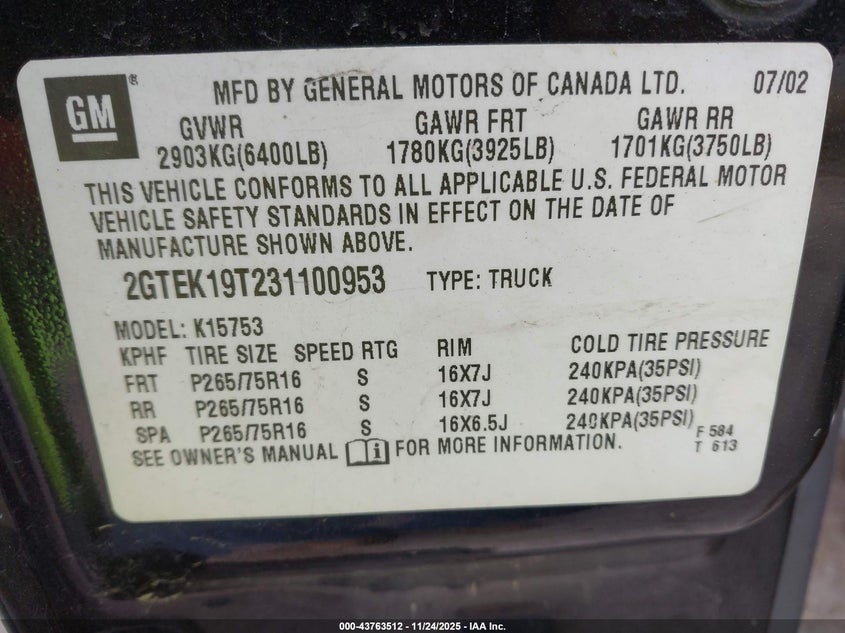 GM ®
MFD BY GENERAL MOTORS OF CANADA LTD. 07/02
GVWR GAWR FRT GAWR RR
2903KG(6400LB) 1780KG(3925LB) 1701KG(3750LB)
THIS VEHICLE CONFORMS TO ALL APPLICABLE U.S. FEDERAL MOTOR
VEHICLE SAFETY STANDARDS IN EFFECT ON THE DATE OF
MANUFACTURE SHOWN ABOVE.
2GTEK19T231100953 TYPE: TRUCK
MODEL: K15753
KPHF TIRE SIZE SPEED RTG RIM COLD TIRE PRESSURE
FRT P265/75R16 S 16X7J 240KPA(35PSI)
RR P265/75R16 S 16X7J 240KPA(35PSI)
SPA P265/75R16 S 16X6.5J 240KPA(35PSI)
F 584
T 613
SEE OWNER'S MANUAL FOR MORE INFORMATION.
000-43763512 - 11/24/2025 - IAA Inc.